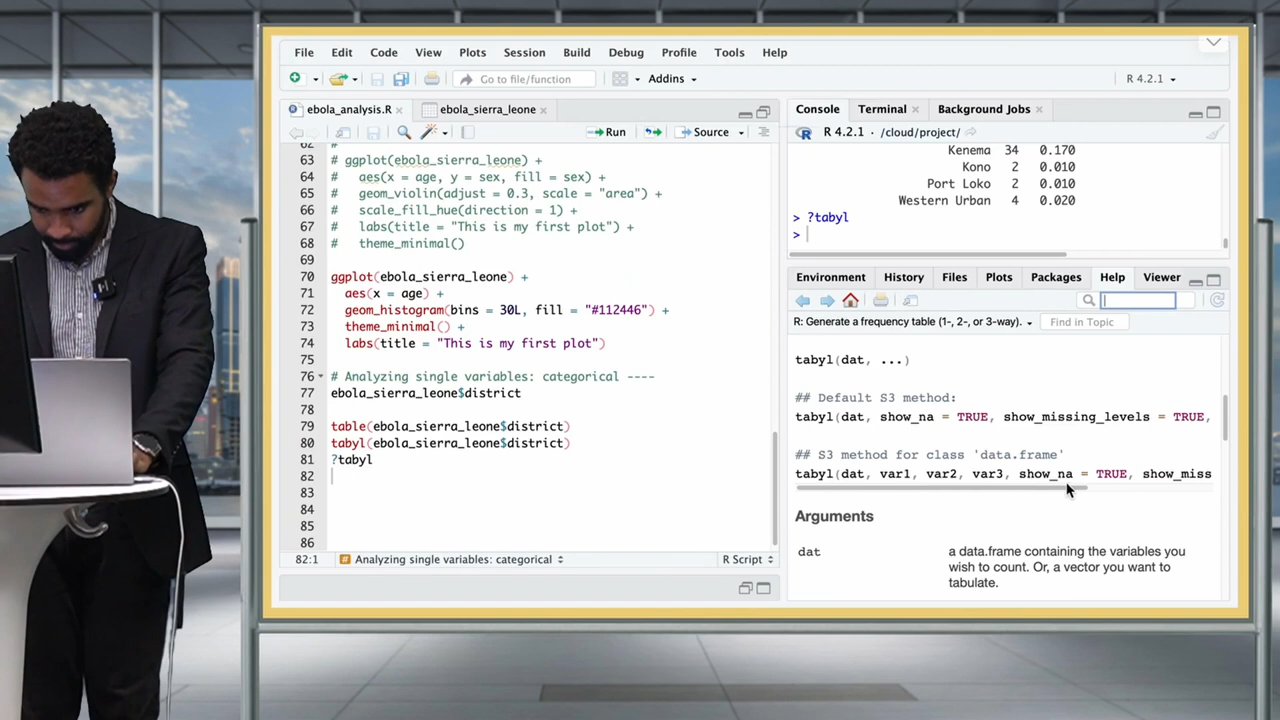 File Edit Code View Plots Session Build Debug Profile Tools Help
Go to file/function Addins R 4.2.1
ebola_analysis.R ebola_sierra_leone
Run Source
62 #
63 # ggplot(ebola_sierra_leone) +
64 #   aes(x = age, y = sex, fill = sex) +
65 #   geom_violin(adjust = 0.3, scale = "area") +
66 #   scale_fill_hue(direction = 1) +
67 #   labs(title = "This is my first plot") +
68 #   theme_minimal()
69
70 ggplot(ebola_sierra_leone) +
71   aes(x = age) +
72   geom_histogram(bins = 30L, fill = "#112446") +
73   theme_minimal() +
74   labs(title = "This is my first plot")
75
76 # Analyzing single variables: categorical ----
77 ebola_sierra_leone$district
78
79 table(ebola_sierra_leone$district)
80 tabyl(ebola_sierra_leone$district)
81 ?tabyl
82
83
84
85
86
82:1 # Analyzing single variables: categorical R Script
Console Terminal Background Jobs
R R 4.2.1 · /cloud/project/
Kenema 34 0.170
Kono 2 0.010
Port Loko 2 0.010
Western Urban 4 0.020
> ?tabyl
>
Environment History Files Plots Packages Help Viewer
R: Generate a frequency table (1-, 2-, or 3-way). Find in Topic
tabyl(dat, ...)
## Default S3 method:
tabyl(dat, show_na = TRUE, show_missing_levels = TRUE,
## S3 method for class 'data.frame'
tabyl(dat, var1, var2, var3, show_na = TRUE, show_miss
Arguments
dat a data.frame containing the variables you
wish to count. Or, a vector you want to
tabulate.